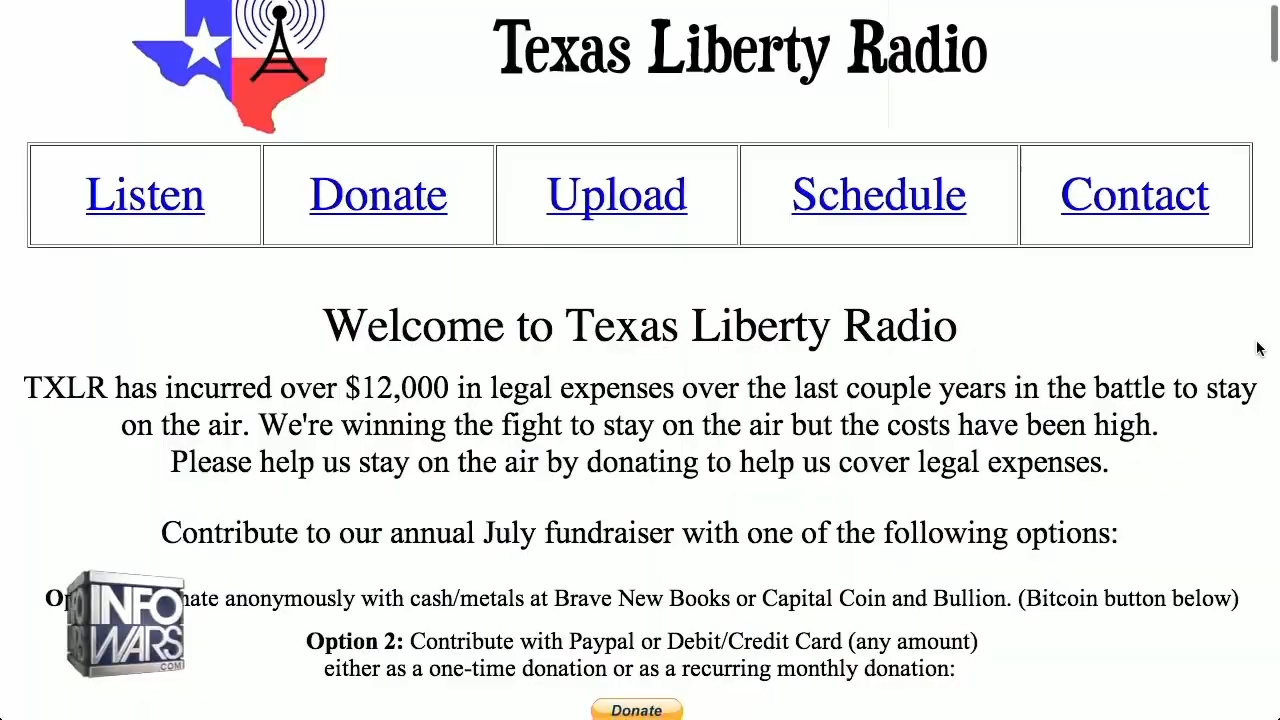 Texas Liberty Radio
Listen Donate Upload Schedule Contact
Welcome to Texas Liberty Radio
TXLR has incurred over $12,000 in legal expenses over the last couple years in the battle to stay
on the air. We're winning the fight to stay on the air but the costs have been high.
Please help us stay on the air by donating to help us cover legal expenses.
Contribute to our annual July fundraiser with one of the following options:
anonymously with cash/metals at Brave New Books or Capital Coin and Bullion. (Bitcoin button below)
INFO
WARS
.COM
Option 2: Contribute with Paypal or Debit/Credit Card (any amount)
either as a one-time donation or as a recurring monthly donation:
Donate